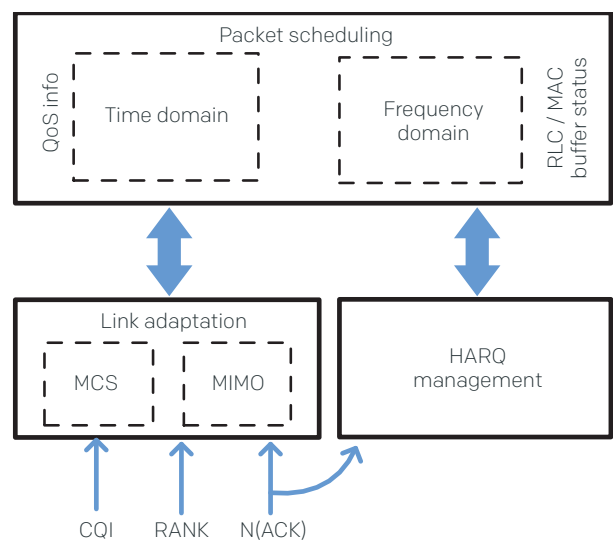 Packet scheduling
QoS info
Time domain
Frequency
domain
RLC / MAC
buffer status
Link adaptation
MCS
MIMO
HARQ
management
CQI
RANK
N(ACK)